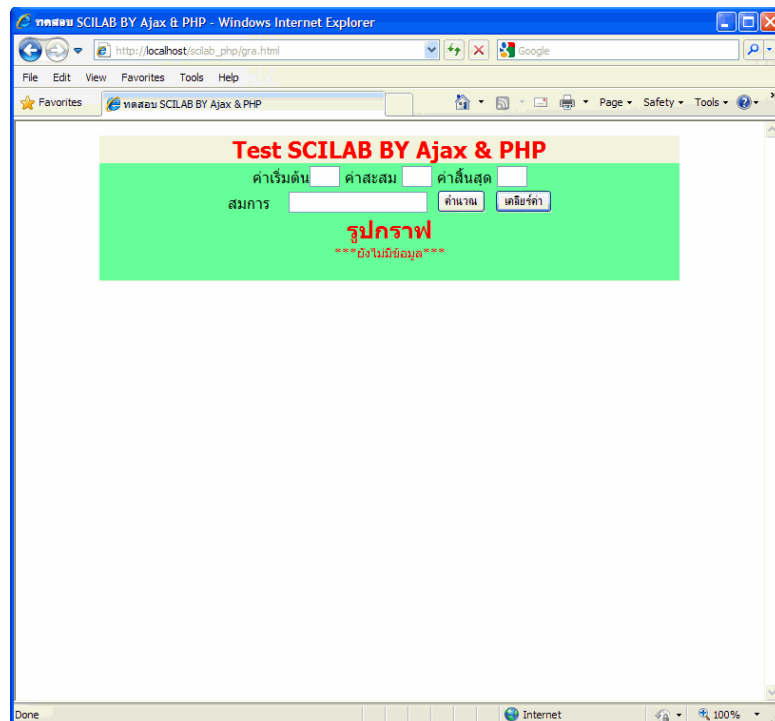 ทดสอบ SCILAB BY Ajax & PHP - Windows Internet Explorer
http://localhost/scilab_php/gra.html
Google
File Edit View Favorites Tools Help
Favorites
ทดสอบ SCILAB BY Ajax & PHP
Page Safety Tools
Test SCILAB BY Ajax & PHP
ค่าเริ่มต้น ค่าสะสม ค่าสิ้นสุด
สมการ คำนวณ เคลียร์ค่า
รูปกราฟ
***ยังไม่มีข้อมูล***
Done
Internet
100%